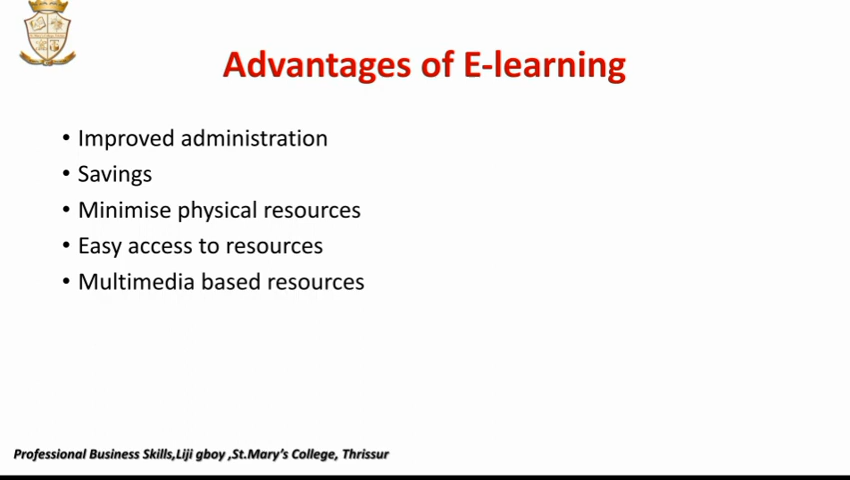 Advantages of E-learning
• Improved administration
• Savings
• Minimise physical resources
• Easy access to resources
• Multimedia based resources
Professional Business Skills,Liji gboy ,St.Mary's College, Thrissur